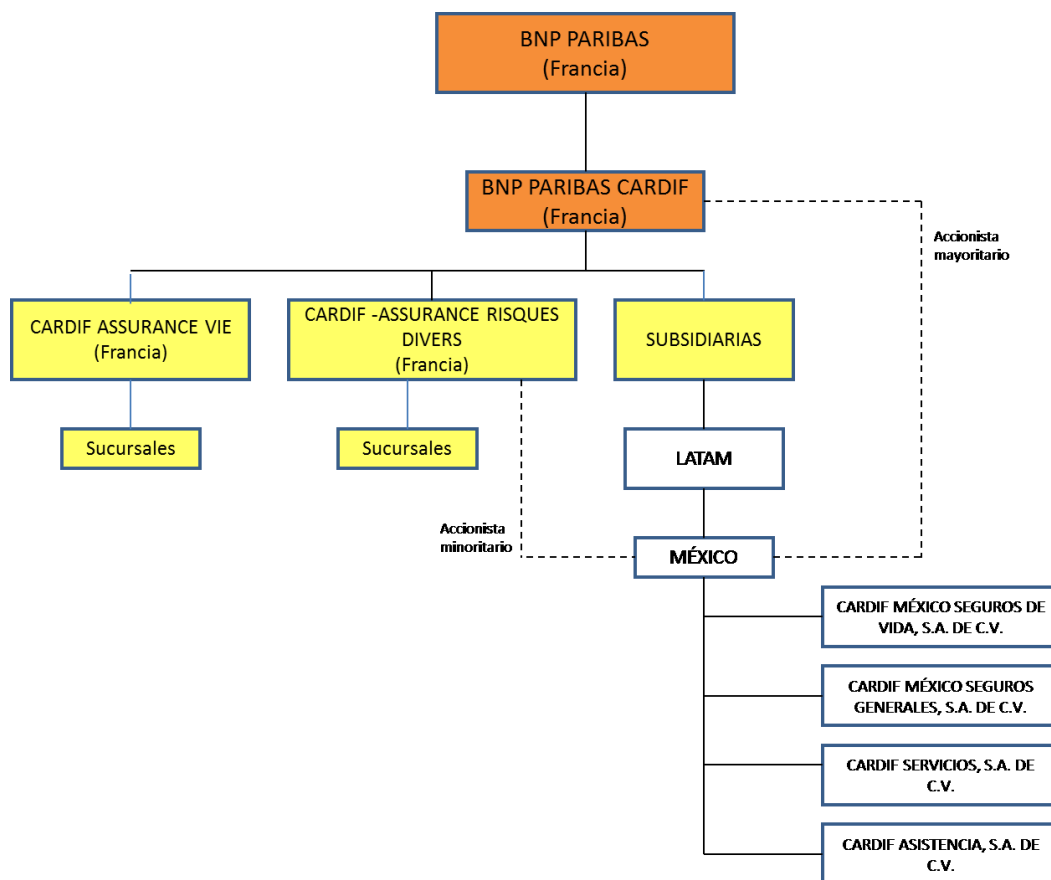 BNP PARIBAS
(Francia)
BNP PARIBAS CARDIF
(Francia)
Accionista
mayoritario
CARDIF ASSURANCE VIE
(Francia)
CARDIF -ASSURANCE RISQUES
DIVERS
(Francia)
SUBSIDIARIAS
Sucursales
Sucursales
LATAM
Accionista
minoritario
MÉXICO
CARDIF MÉXICO SEGUROS DE
VIDA, S.A. DE C.V.
CARDIF MÉXICO SEGUROS
GENERALES, S.A. DE C.V.
CARDIF SERVICIOS, S.A. DE
C.V.
CARDIF ASISTENCIA, S.A. DE
C.V.